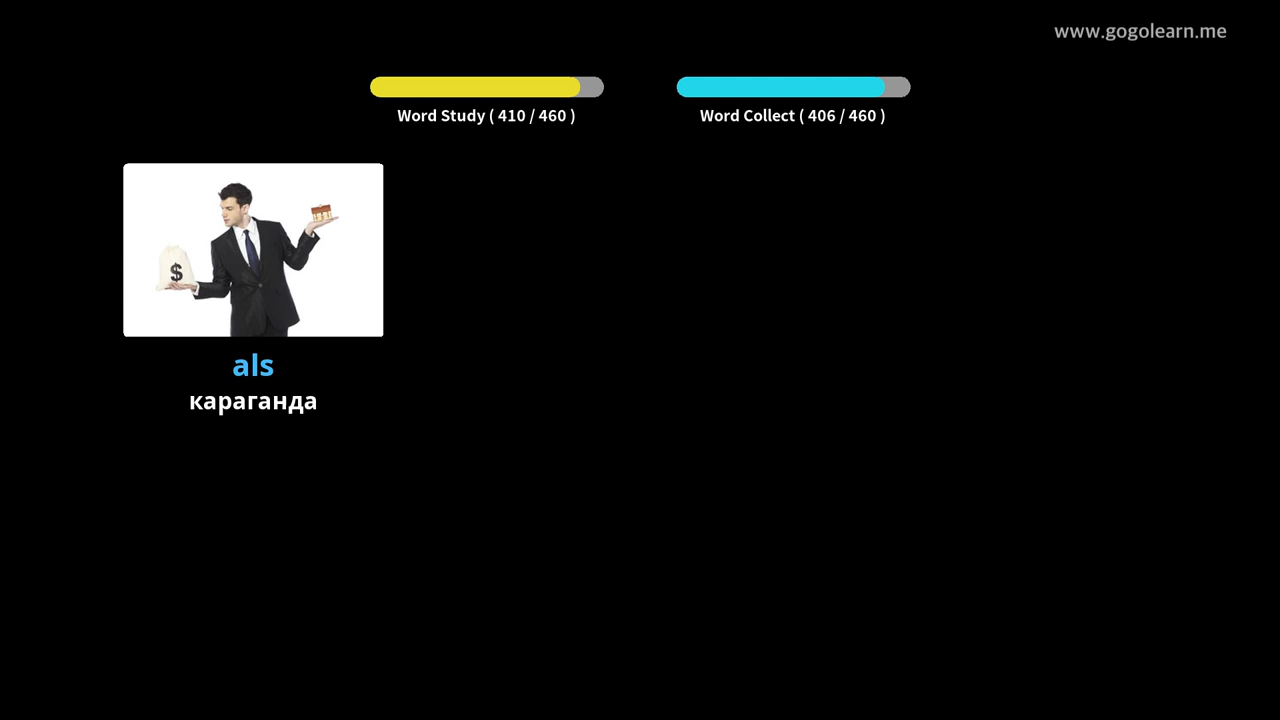 www.gogolearn.me
Word Study ( 410 / 460 )
Word Collect ( 406 / 460 )
$
als
караганда